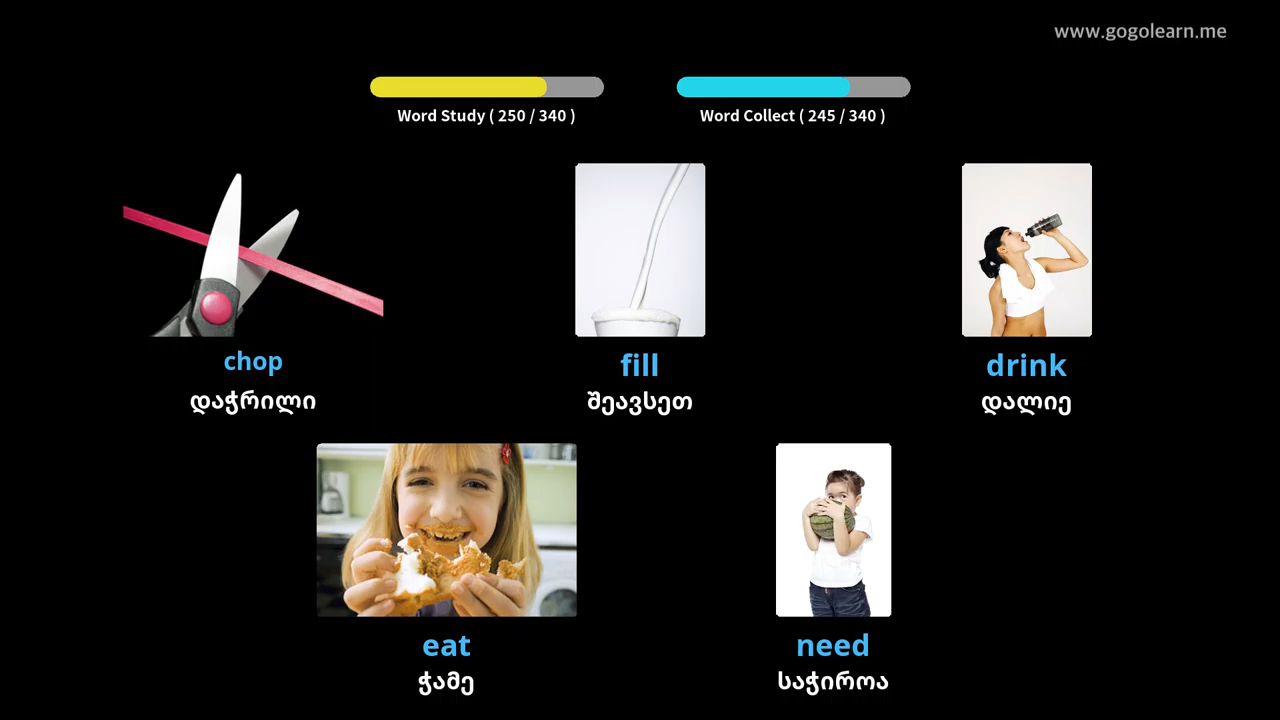 www.gogolearn.me
Word Study ( 250 / 340 )
Word Collect ( 245 / 340 )
chop
დაჭრილი
fill
შეავსეთ
drink
დალიე
eat
ჭამე
need
საჭიროა